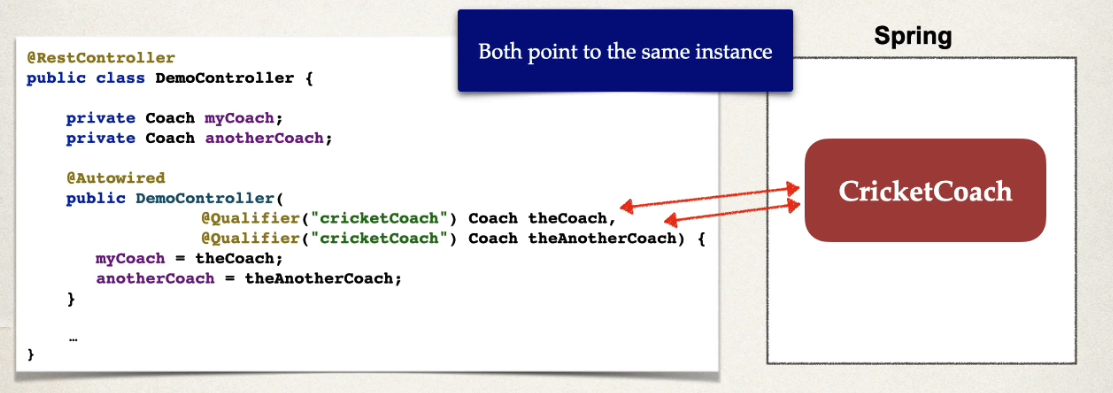 Both point to the same instance
Spring
@RestController
public class DemoController {
private Coach myCoach;
private Coach anotherCoach;
@Autowired
public DemoController(
@Qualifier("cricketCoach") Coach theCoach,
@Qualifier("cricketCoach") Coach theAnotherCoach) {
myCoach = theCoach;
anotherCoach = theAnotherCoach;
}
…
}
CricketCoach